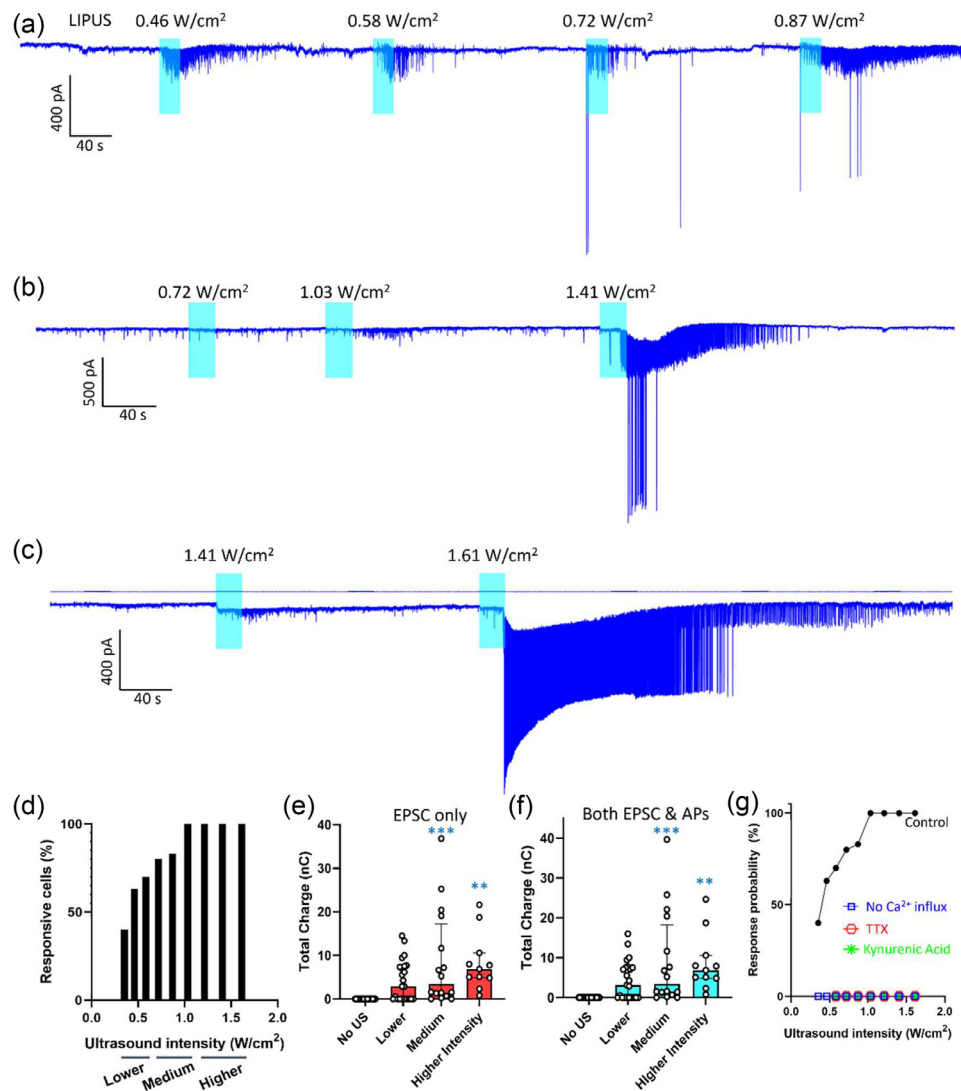 (a)
LIPUS 0.46 W/cm² 0.58 W/cm² 0.72 W/cm² 0.87 W/cm²
400 pA
40 s
(b)
0.72 W/cm² 1.03 W/cm² 1.41 W/cm²
500 pA
40 s
(c)
1.41 W/cm² 1.61 W/cm²
400 pA
40 s
(d)
Responsive cells (%)
100
50
0
0.0 0.5 1.0 1.5 2.0
Ultrasound intensity (W/cm²)
Lower Medium Higher
(e)
EPSC only
Total Charge (nC)
40
30
20
10
0
***
**
No US
Lower
Medium
Higher Intensity
(f)
Both EPSC & APs
Total Charge (nC)
50
40
30
20
10
0
***
**
No US
Lower
Medium
Higher Intensity
(g)
Response probability (%)
100
50
0
Control
No Ca²⁺ influx
TTX
Kynurenic Acid
0.0 0.5 1.0 1.5 2.0
Ultrasound intensity (W/cm²)